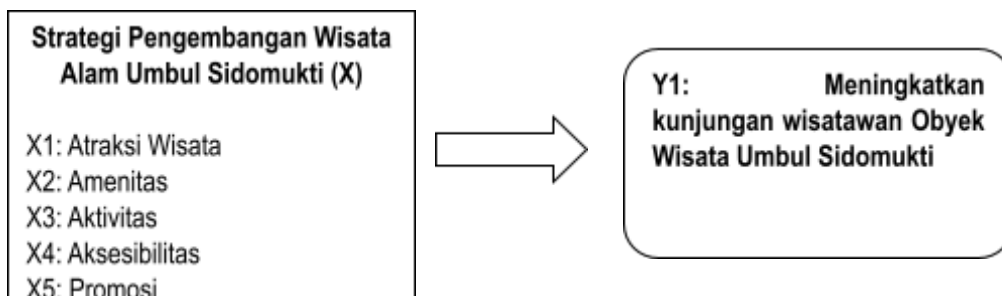 Strategi Pengembangan Wisata
Alam Umbul Sidomukti (X)
X1: Atraksi Wisata
X2: Amenitas
X3: Aktivitas
X4: Aksesibilitas
X5: Promosi
Y1: Meningkatkan
kunjungan wisatawan Obyek
Wisata Umbul Sidomukti